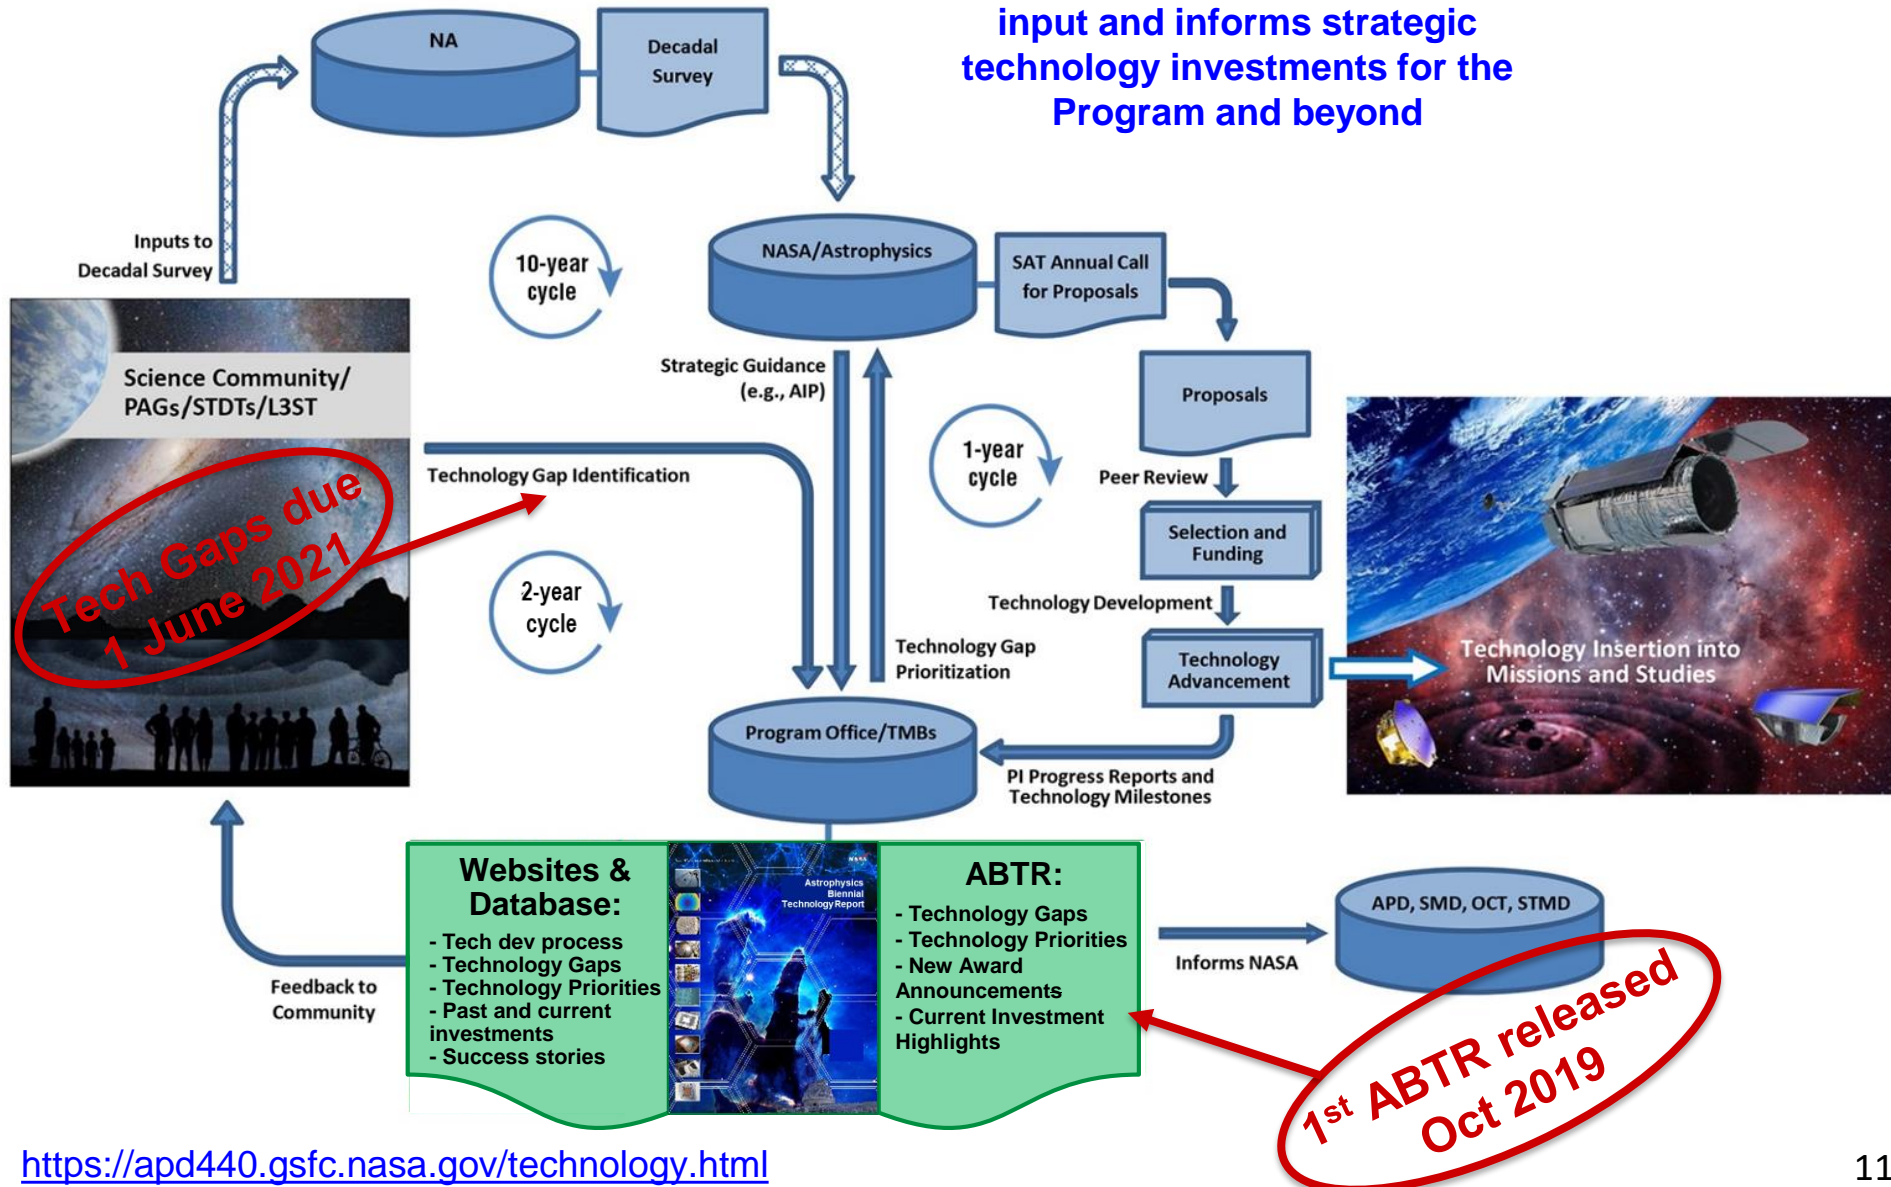 input and informs strategic
technology investments for the
Program and beyond
NA
Decadal
Survey
Inputs to
Decadal Survey
10-year
cycle
NASA/Astrophysics
SAT Annual Call
for Proposals
Science Community/
PAGs/STDTs/L3ST
Strategic Guidance
(e.g., AIP)
Proposals
Technology Gap Identification
1-year
cycle
Peer Review
Tech Gaps due
1 June 2021
Selection and
Funding
2-year
cycle
Technology Development
Technology Gap
Prioritization
Technology
Advancement
Technology Insertion into
Missions and Studies
Program Office/TMBs
PI Progress Reports and
Technology Milestones
Websites &
Database:
- Tech dev process
- Technology Gaps
- Technology Priorities
- Past and current
investments
- Success stories
NASA
Astrophysics
Biennial
Technology Report
ABTR:
- Technology Gaps
- Technology Priorities
- New Award
Announcements
- Current Investment
Highlights
Feedback to
Community
Informs NASA
APD, SMD, OCT, STMD
1st ABTR released
Oct 2019
https://apd440.gsfc.nasa.gov/technology.html
11